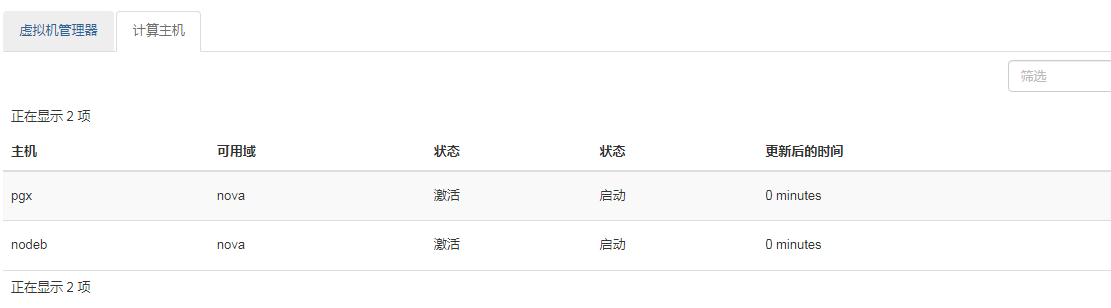 虚拟机管理器 计算主机
筛选
正在显示 2 项
主机 可用域 状态 状态 更新后的时间
pgx nova 激活 启动 0 minutes
nodeb nova 激活 启动 0 minutes
正在显示 2 项